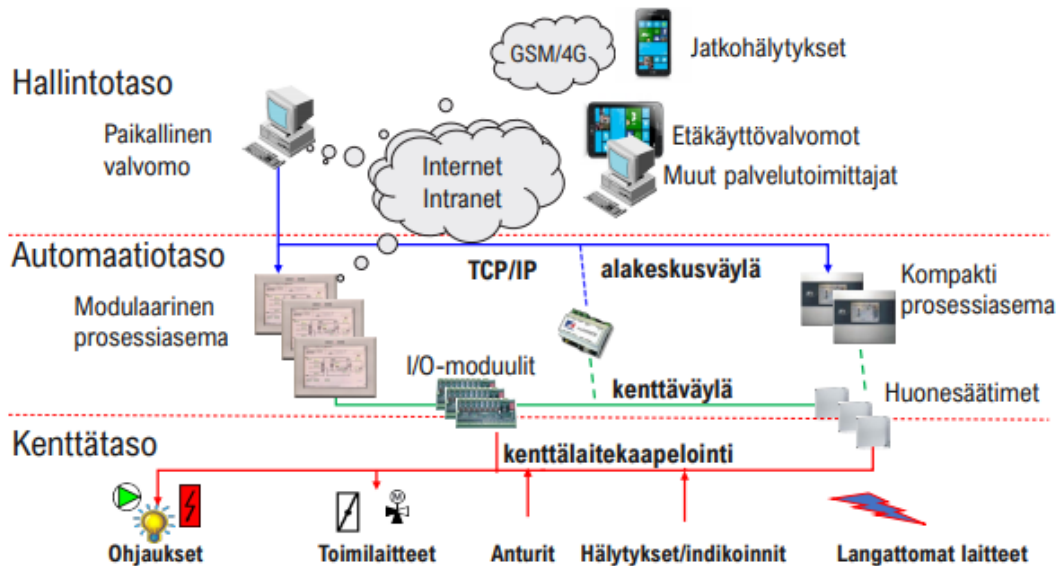 GSM/4G
Jatkohälytykset
Hallintotaso
Paikallinen
valvomo
Internet
Intranet
Etäkäyttövalvomot
Muut palvelutoimittajat
Automaatiotaso
TCP/IP
alakeskusväylä
Kompakti
prosessiasema
Modulaarinen
prosessiasema
I/O-moduulit
kenttäväylä
Huonesäätimet
Kenttätaso
kenttälaitekaapelointi
M
Ohjaukset
Toimilaitteet
Anturit
Hälytykset/indikoinnit
Langattomat laitteet